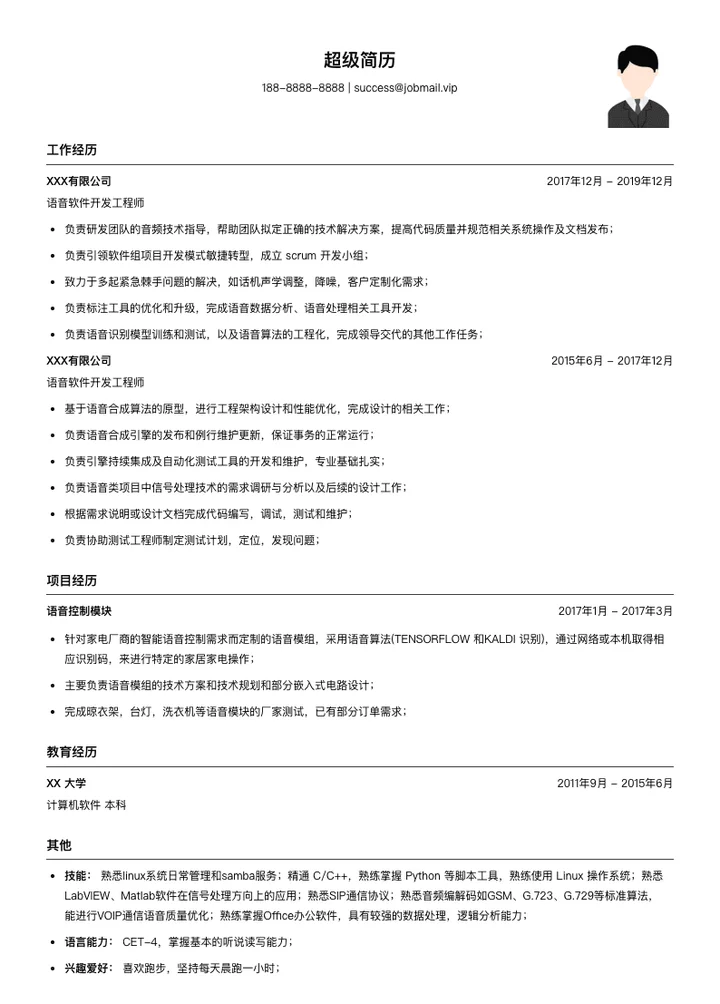 超级简历
188-8888-8888 | success@jobmail.vip
工作经历
XXX有限公司 2017年12月 – 2019年12月
语音软件开发工程师
• 负责研发团队的音频技术指导，帮助团队拟定正确的技术解决方案，提高代码质量并规范相关系统操作及文档发布；
• 负责引领软件组项目开发模式敏捷转型，成立 scrum 开发小组；
• 致力于多起紧急棘手问题的解决，如话机声学调整，降噪，客户定制化需求；
• 负责标注工具的优化和升级，完成语音数据分析、语音处理相关工具开发；
• 负责语音识别模型训练和测试，以及语音算法的工程化，完成领导交代的其他工作任务；
XXX有限公司 2015年6月 – 2017年12月
语音软件开发工程师
• 基于语音合成算法的原型，进行工程架构设计和性能优化，完成设计的相关工作；
• 负责语音合成引擎的发布和例行维护更新，保证事务的正常运行；
• 负责引擎持续集成及自动化测试工具的开发和维护，专业基础扎实；
• 负责语音类项目中信号处理技术的需求调研与分析以及后续的设计工作；
• 根据需求说明或设计文档完成代码编写，调试，测试和维护；
• 负责协助测试工程师制定测试计划，定位，发现问题；
项目经历
语音控制模块 2017年1月 – 2017年3月
• 针对家电厂商的智能语音控制需求而定制的语音模组，采用语音算法(TENSORFLOW 和KALDI 识别)，通过网络或本机取得相
应识别码，来进行特定的家居家电操作；
• 主要负责语音模组的技术方案和技术规划和部分嵌入式电路设计；
• 完成晾衣架，台灯，洗衣机等语音模块的厂家测试，已有部分订单需求；
教育经历
XX 大学 2011年9月 – 2015年6月
计算机软件 本科
其他
• 技能： 熟悉linux系统日常管理和samba服务；精通 C/C++，熟练掌握 Python 等脚本工具，熟练使用 Linux 操作系统；熟悉
LabVIEW、Matlab软件在信号处理方向上的应用；熟悉SIP通信协议；熟悉音频编解码如GSM、G.723、G.729等标准算法，
能进行VOIP通信语音质量优化；熟练掌握Office办公软件，具有较强的数据处理，逻辑分析能力；
• 语言能力： CET-4，掌握基本的听说读写能力；
• 兴趣爱好： 喜欢跑步，坚持每天晨跑一小时；